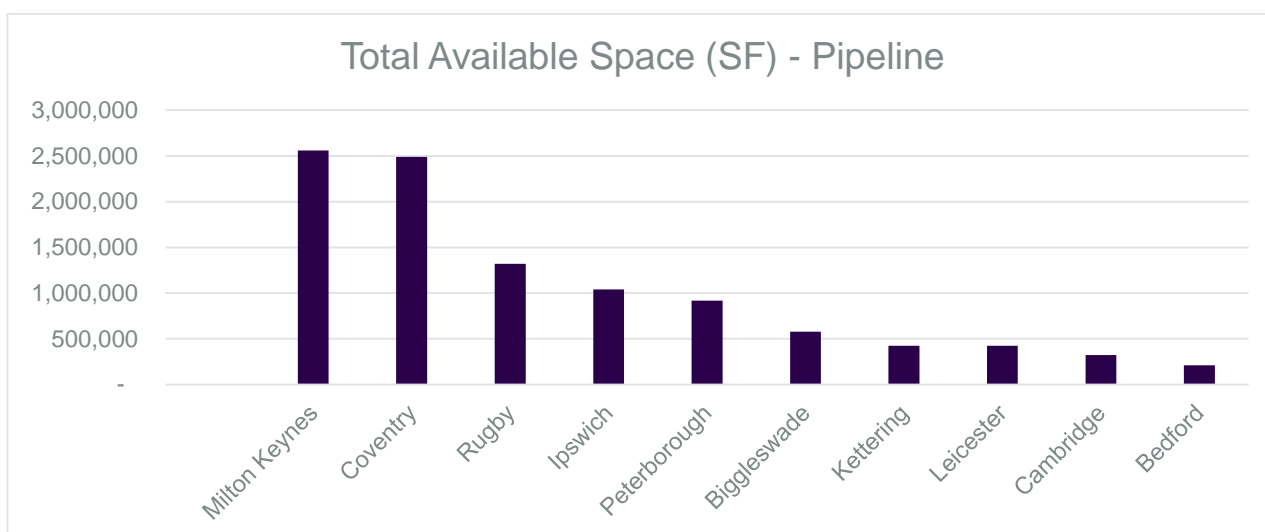 Total Available Space (SF) - Pipeline
3,000,000
2,500,000
2,000,000
1,500,000
1,000,000
500,000
-
Milton Keynes
Coventry
Rugby
Ipswich
Peterborough
Biggleswade
Kettering
Leicester
Cambridge
Bedford